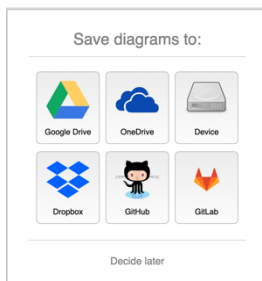 Save diagrams to:
Google Drive OneDrive Device
Dropbox GitHub GitLab
Decide later